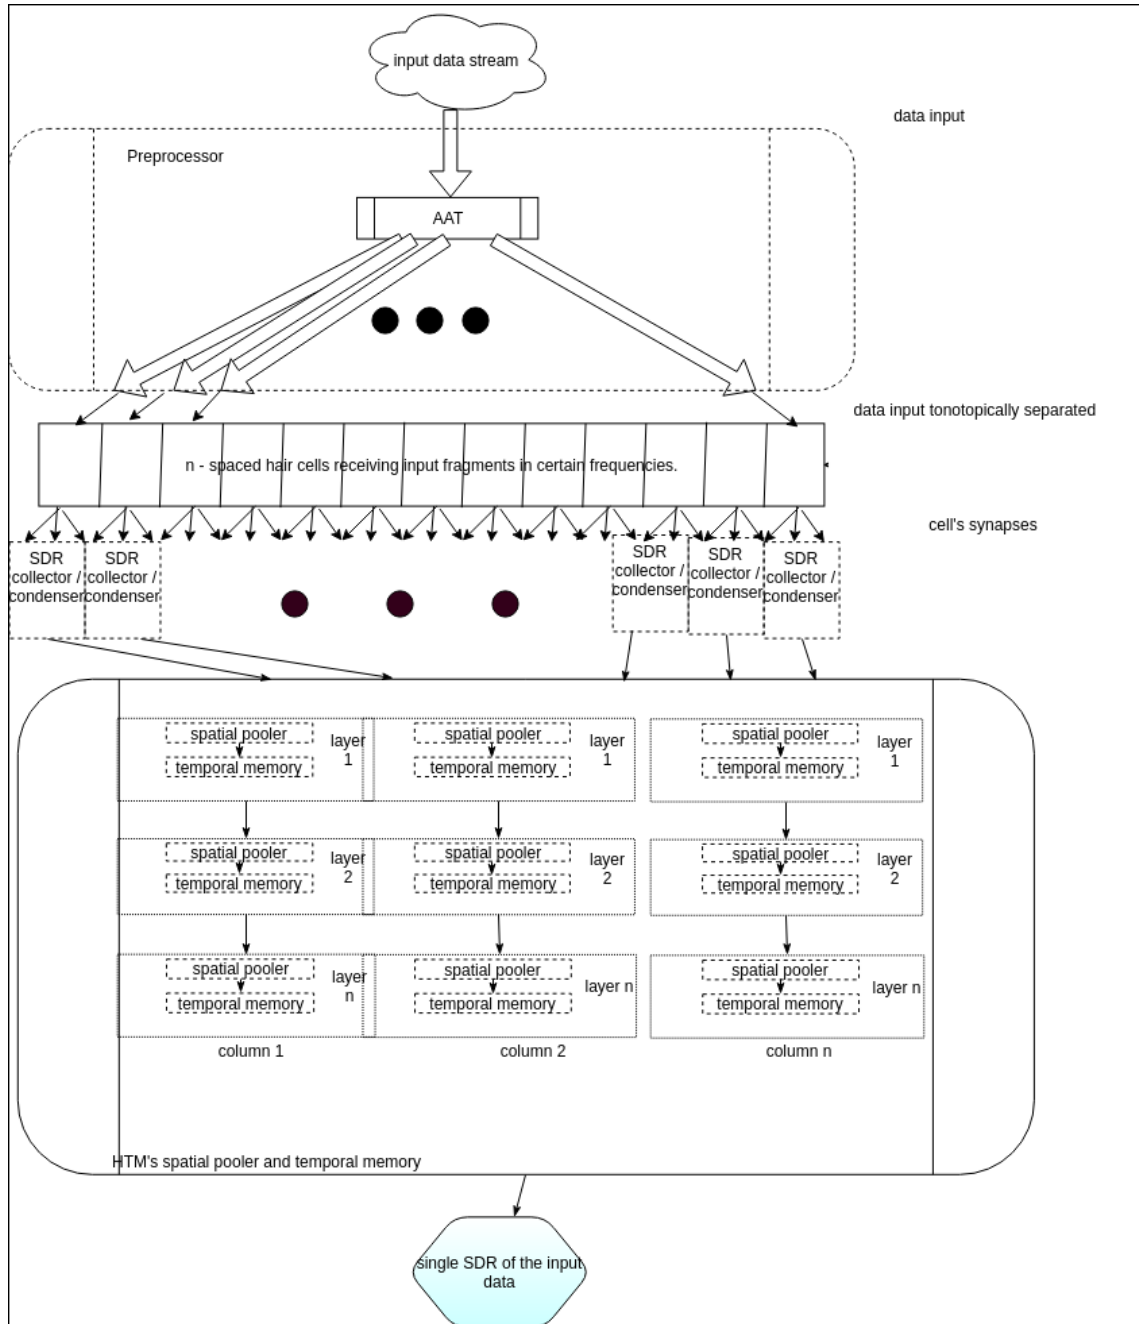 input data stream
data input
Preprocessor
AAT
data input tonotopically separated
n - spaced hair cells receiving input fragments in certain frequencies.
cell's synapses
SDR
collector /
condenser
SDR
collector /
condenser
SDR
collector /
condenser
SDR
collector /
condenser
SDR
collector /
condenser
spatial pooler
temporal memory
layer
1
spatial pooler
temporal memory
layer
1
spatial pooler
temporal memory
layer
1
spatial pooler
temporal memory
layer
2
spatial pooler
temporal memory
layer
2
spatial pooler
temporal memory
layer
2
spatial pooler
temporal memory
layer
n
spatial pooler
temporal memory
layer n
spatial pooler
temporal memory
layer n
column 1
column 2
column n
HTM's spatial pooler and temporal memory
single SDR of the input
data